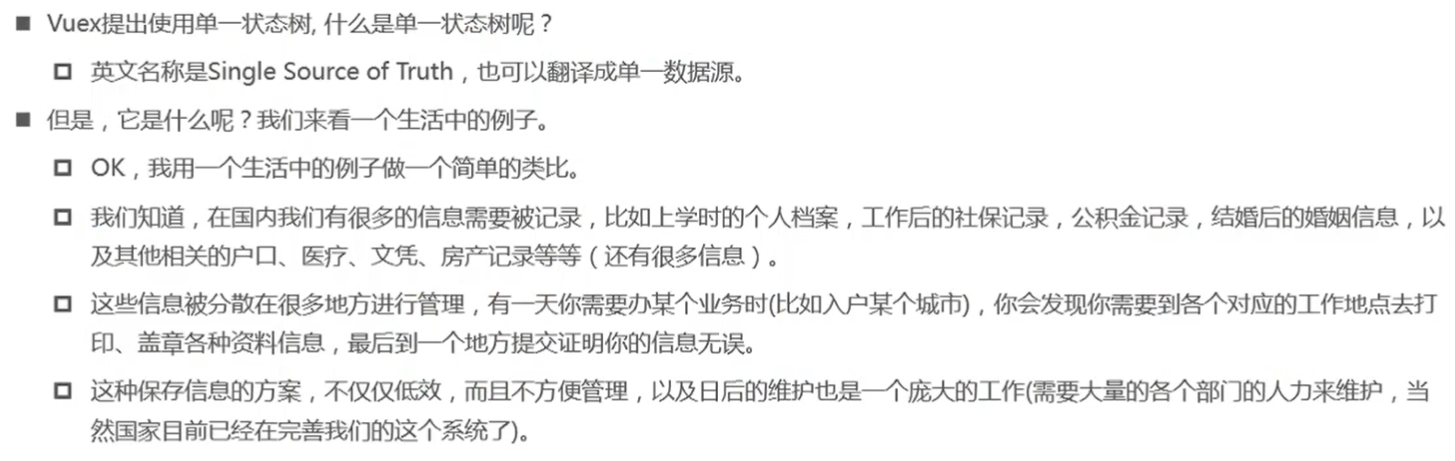 ■ Vuex提出使用单一状态树, 什么是单一状态树呢？
□ 英文名称是Single Source of Truth，也可以翻译成单一数据源。
■ 但是，它是什么呢？我们来看一个生活中的例子。
□ OK，我用一个生活中的例子做一个简单的类比。
□ 我们知道，在国内我们有很多的信息需要被记录，比如上学时的个人档案，工作后的社保记录，公积金记录，结婚后的婚姻信息，以
及其他相关的户口、医疗、文凭、房产记录等等（还有很多信息）。
□ 这些信息被分散在很多地方进行管理，有一天你需要办某个业务时(比如入户某个城市)，你会发现你需要到各个对应的工作地点去打
印、盖章各种资料信息，最后到一个地方提交证明你的信息无误。
□ 这种保存信息的方案，不仅仅低效，而且不方便管理，以及日后的维护也是一个庞大的工作(需要大量的各个部门的人力来维护，当
然国家目前已经在完善我们的这个系统了)。